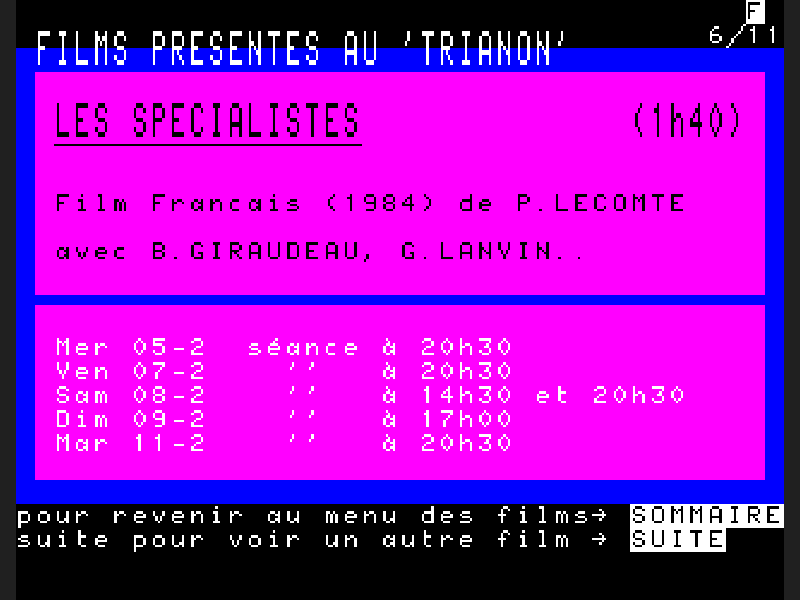 F
6/11
FILMS PRESENTES AU 'TRIANON'
LES SPECIALISTES (1h40)
Film Francais (1984) de P.LECOMTE
avec B.GIRAUDEAU, G.LANVIN..
Mer 05-2 séance à 20h30
Ven 07-2 '' à 20h30
Sam 08-2 '' à 14h30 et 20h30
Dim 09-2 '' à 17h00
Mar 11-2 '' à 20h30
pour revenir au menu des films→ SOMMAIRE
suite pour voir un autre film → SUITE